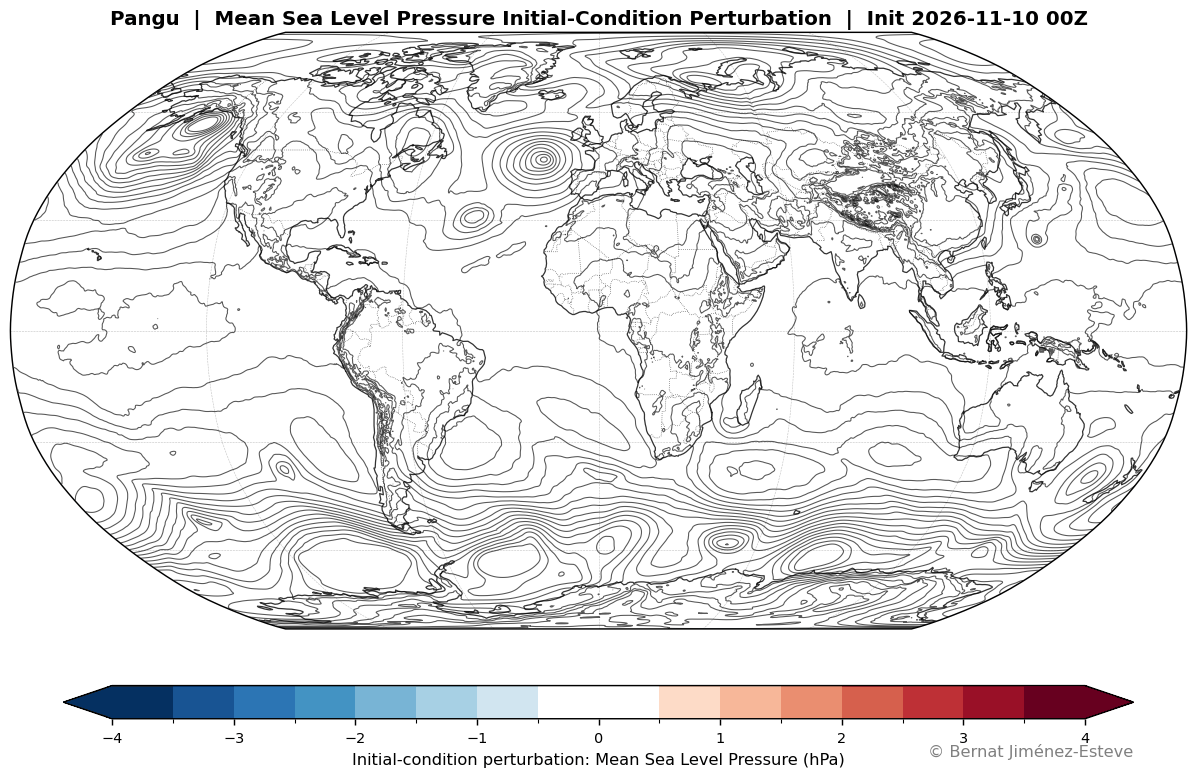 Pangu | Mean Sea Level Pressure Initial-Condition Perturbation | Init 2026-11-10 00Z
−4 −3 −2 −1 0 1 2 3 4
© Bernat Jiménez-Esteve
Initial-condition perturbation: Mean Sea Level Pressure (hPa)